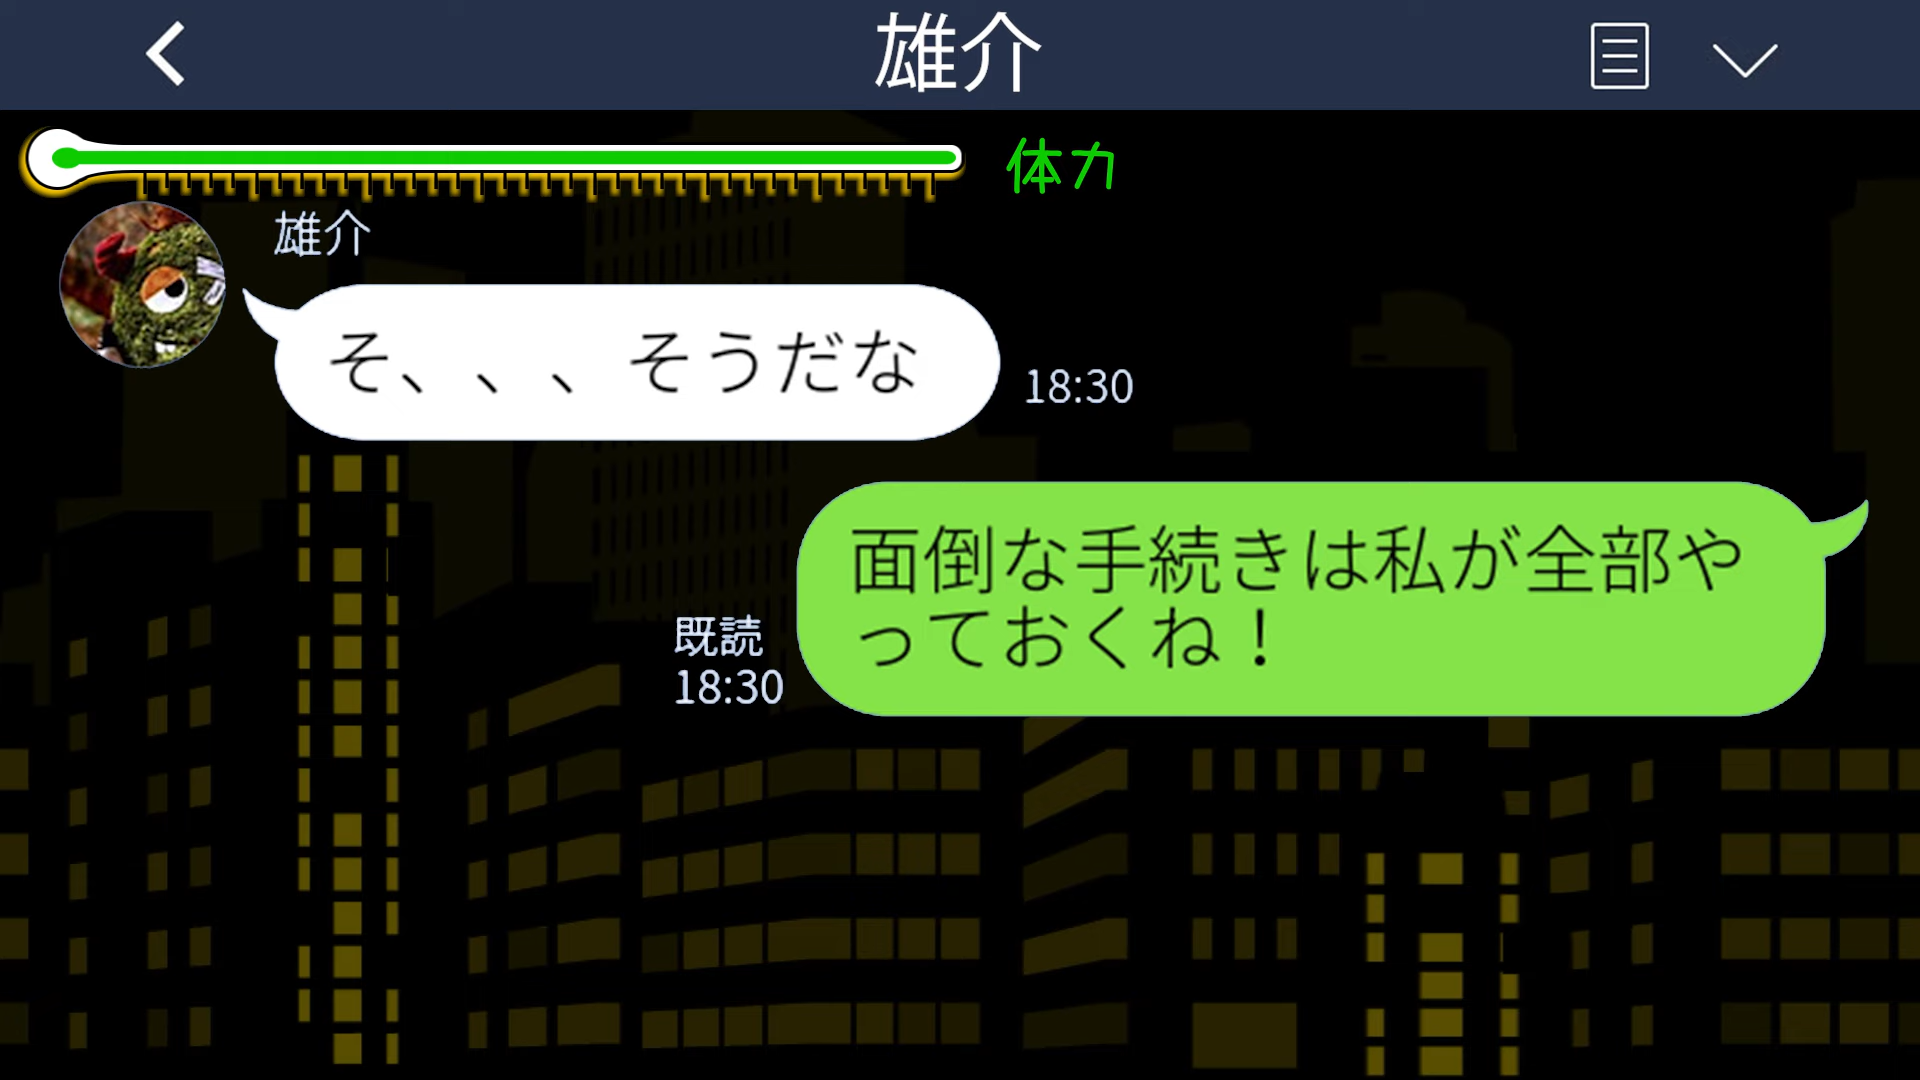 雄介
体力
雄介
そ、、、そうだな
18:30
面倒な手続きは私が全部や
っておくね！
既読
18:30